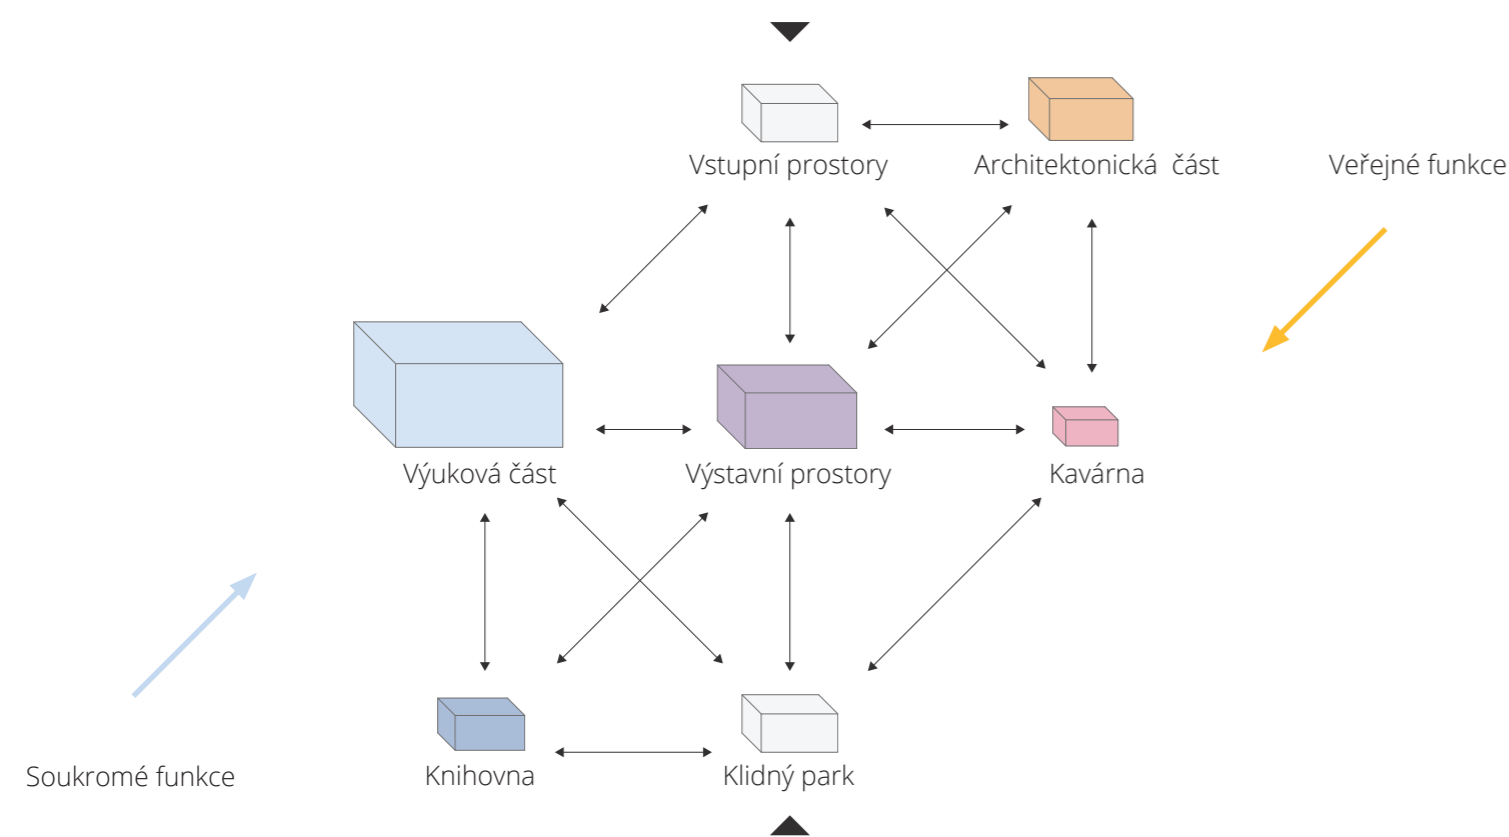 Vstupní prostory
Architektonická část
Veřejné funkce
Výuková část
Výstavní prostory
Kavárna
Soukromé funkce
Knihovna
Klidný park